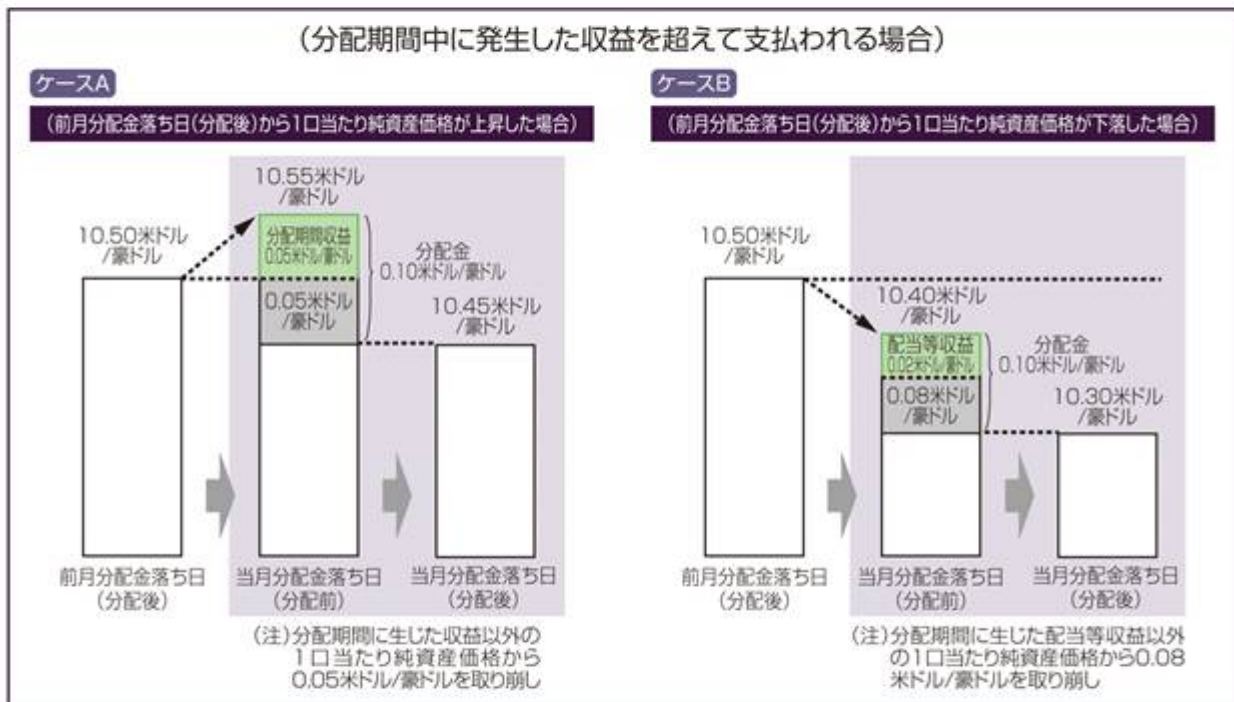 （分配期間中に発生した収益を超えて支払われる場合）
ケースA
（前月分配金落ち日（分配後）から1口当たり純資産価格が上昇した場合）
10.50米ドル
/豪ドル
10.55米ドル
/豪ドル
分配期間収益
0.05米ドル/豪ドル
0.05米ドル
/豪ドル
分配金
0.10米ドル/豪ドル
10.45米ドル
/豪ドル
前月分配金落ち日
（分配後）
当月分配金落ち日
（分配前）
当月分配金落ち日
（分配後）
（注）分配期間に生じた収益以外の
1口当たり純資産価格から
0.05米ドル/豪ドルを取り崩し
ケースB
（前月分配金落ち日（分配後）から1口当たり純資産価格が下落した場合）
10.50米ドル
/豪ドル
10.40米ドル
/豪ドル
配当等収益
0.02米ドル/豪ドル
0.08米ドル
/豪ドル
分配金
0.10米ドル/豪ドル
10.30米ドル
/豪ドル
前月分配金落ち日
（分配後）
当月分配金落ち日
（分配前）
当月分配金落ち日
（分配後）
（注）分配期間に生じた配当等収益以外
の1口当たり純資産価格から0.08
米ドル/豪ドルを取り崩し